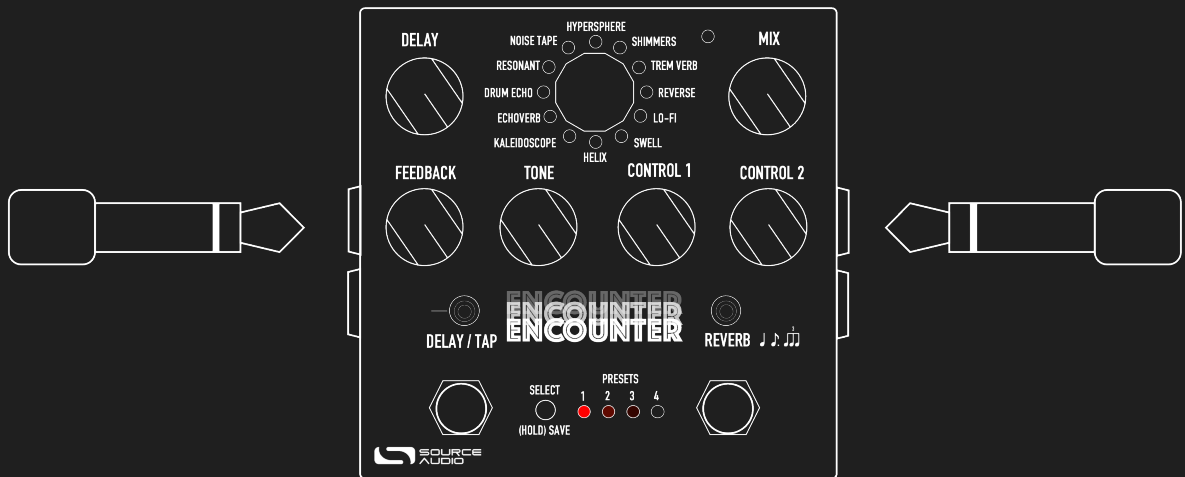 HYPERSPHERE
DELAY
NOISE TAPE
SHIMMERS
MIX
RESONANT
TREM VERB
DRUM ECHO
REVERSE
ECHOVERB
LO-FI
KALEIDOSCOPE
SWELL
HELIX
FEEDBACK
TONE
CONTROL 1
CONTROL 2
ENCOUNTER
ENCOUNTER
ENCOUNTER
DELAY / TAP
REVERB
3
PRESETS
SELECT
1 2 3 4
(HOLD) SAVE
SOURCE
AUDIO